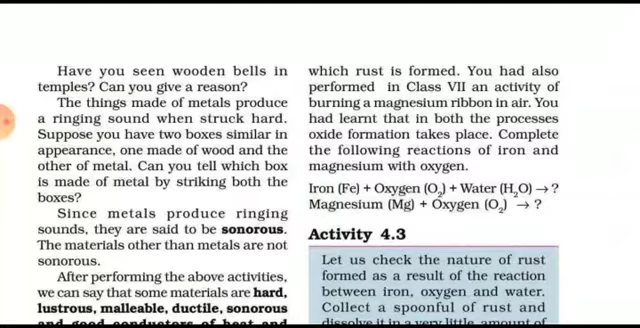 Have you seen wooden bells in
temples? Can you give a reason?
The things made of metals produce
a ringing sound when struck hard.
Suppose you have two boxes similar in
appearance, one made of wood and the
other of metal. Can you tell which box
is made of metal by striking both the
boxes?
Since metals produce ringing
sounds, they are said to be sonorous.
The materials other than metals are not
sonorous.
After performing the above activities,
we can say that some materials are hard,
lustrous, malleable, ductile, sonorous
and good conductors of heat and
which rust is formed. You had also
performed in Class VII an activity of
burning a magnesium ribbon in air. You
had learnt that in both the processes
oxide formation takes place. Complete
the following reactions of iron and
magnesium with oxygen.
Iron (Fe) + Oxygen (O₂) + Water (H₂O) → ?
Magnesium (Mg) + Oxygen (O₂) → ?
Activity 4.3
Let us check the nature of rust
formed as a result of the reaction
between iron, oxygen and water.
Collect a spoonful of rust and
dissolve it in a very little amount of